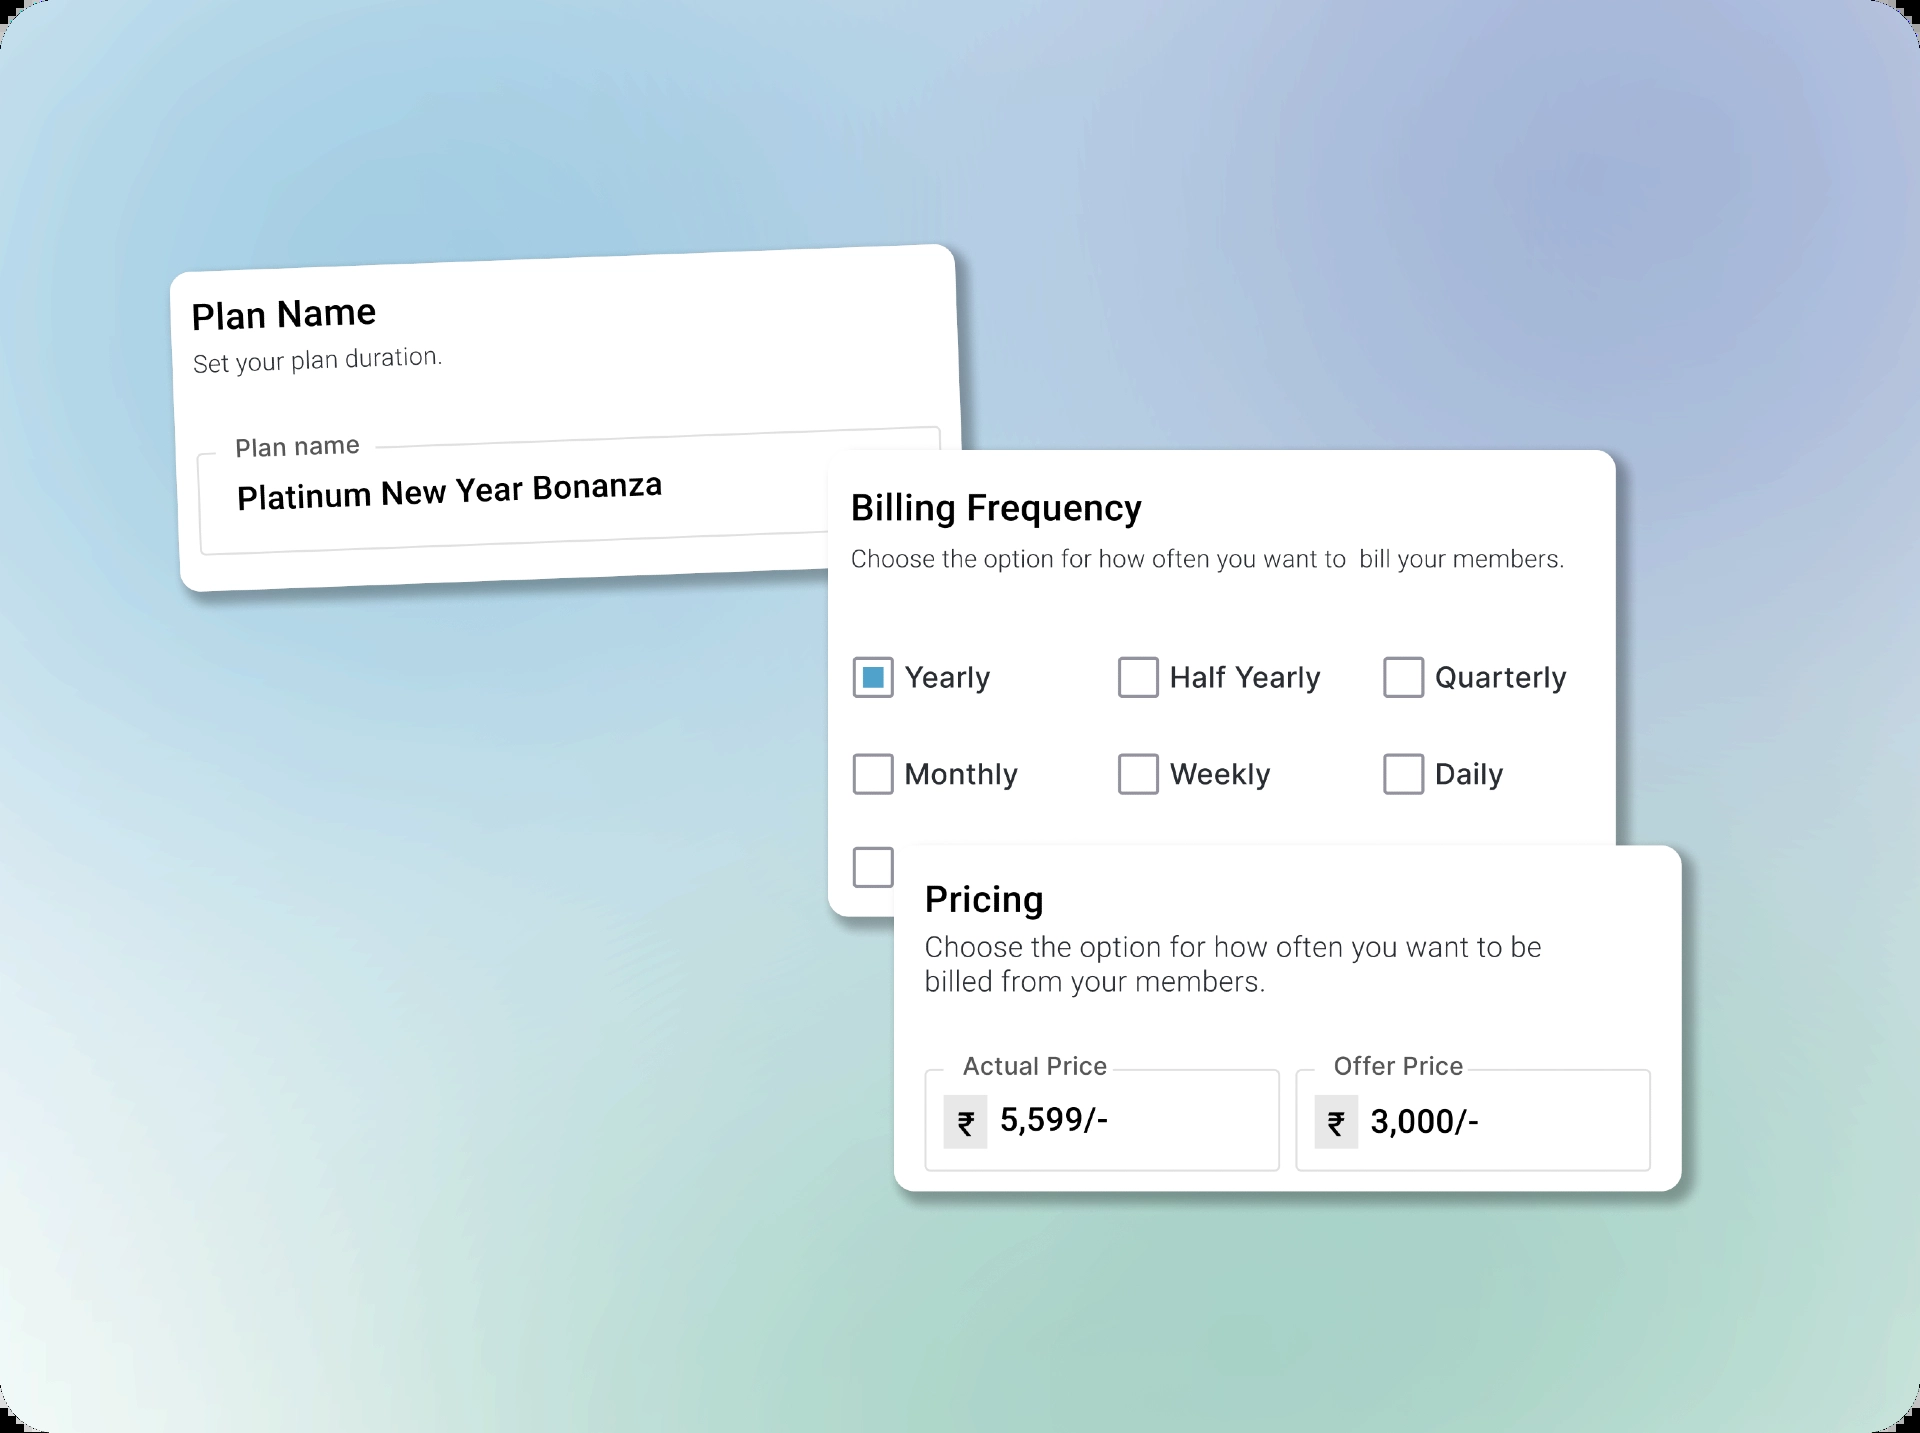 Plan Name
Set your plan duration.
Plan name
Platinum New Year Bonanza
Billing Frequency
Choose the option for how often you want to  bill your members.
Yearly
Half Yearly
Quarterly
Monthly
Weekly
Daily
Pricing
Choose the option for how often you want to be
billed from your members.
Actual Price
₹ 5,599/-
Offer Price
₹ 3,000/-